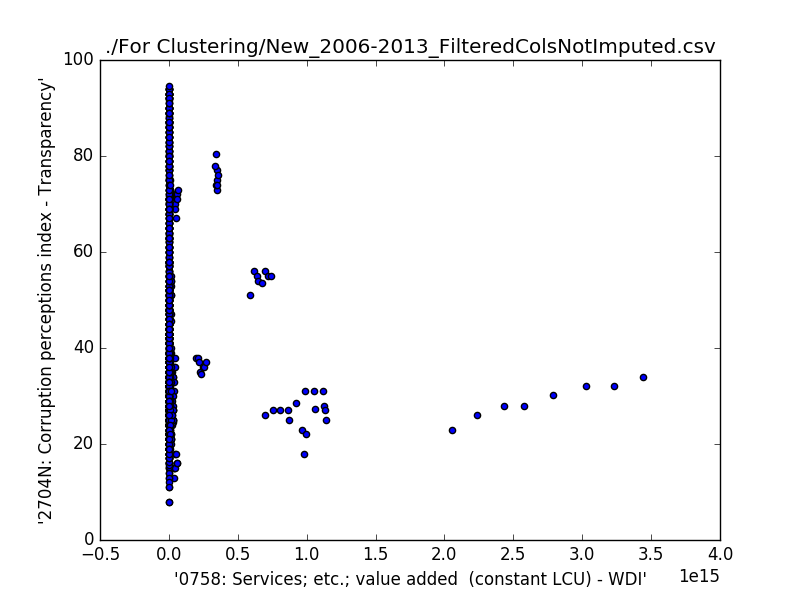 ./For Clustering/New_2006-2013_FilteredColsNotImputed.csv
100
80
60
40
20
0
'2704N: Corruption perceptions index - Transparency'
−0.5 0.0 0.5 1.0 1.5 2.0 2.5 3.0 3.5 4.0
1e15
'0758: Services; etc.; value added  (constant LCU) - WDI'